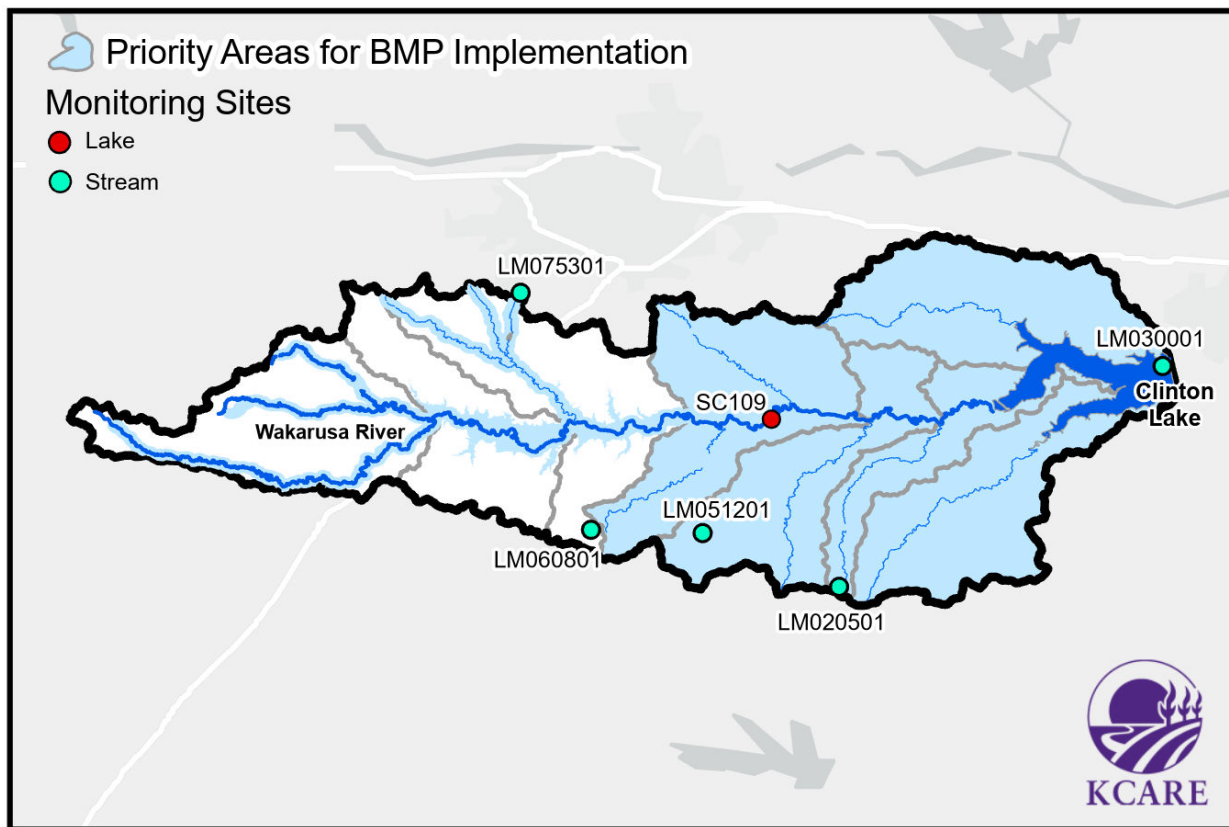 Priority Areas for BMP Implementation
Monitoring Sites
Lake
Stream
LM075301
LM030001
Clinton
Lake
SC109
Wakarusa River
LM051201
LM060801
LM020501
KCARE